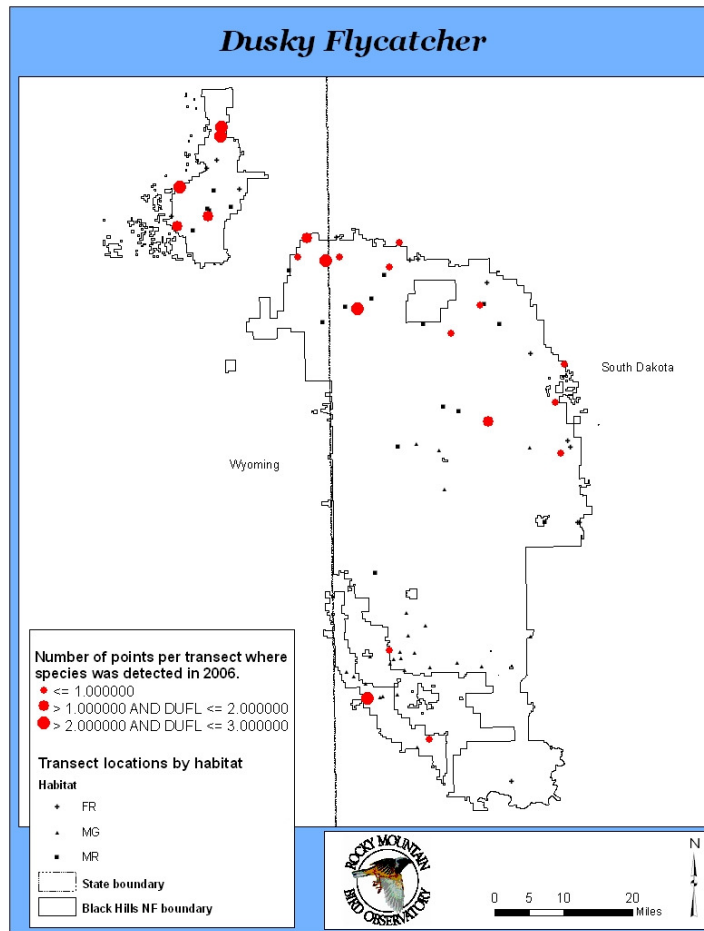 Dusky Flycatcher
South Dakota
Wyoming
Number of points per transect where
species was detected in 2006.
<= 1.000000
> 1.000000 AND DUFL <= 2.000000
> 2.000000 AND DUFL <= 3.000000
Transect locations by habitat
Habitat
FR
MG
MR
State boundary
Black Hills NF boundary
ROCKY MOUNTAIN
BIRD OBSERVATORY
N
0 5 10 20
Miles